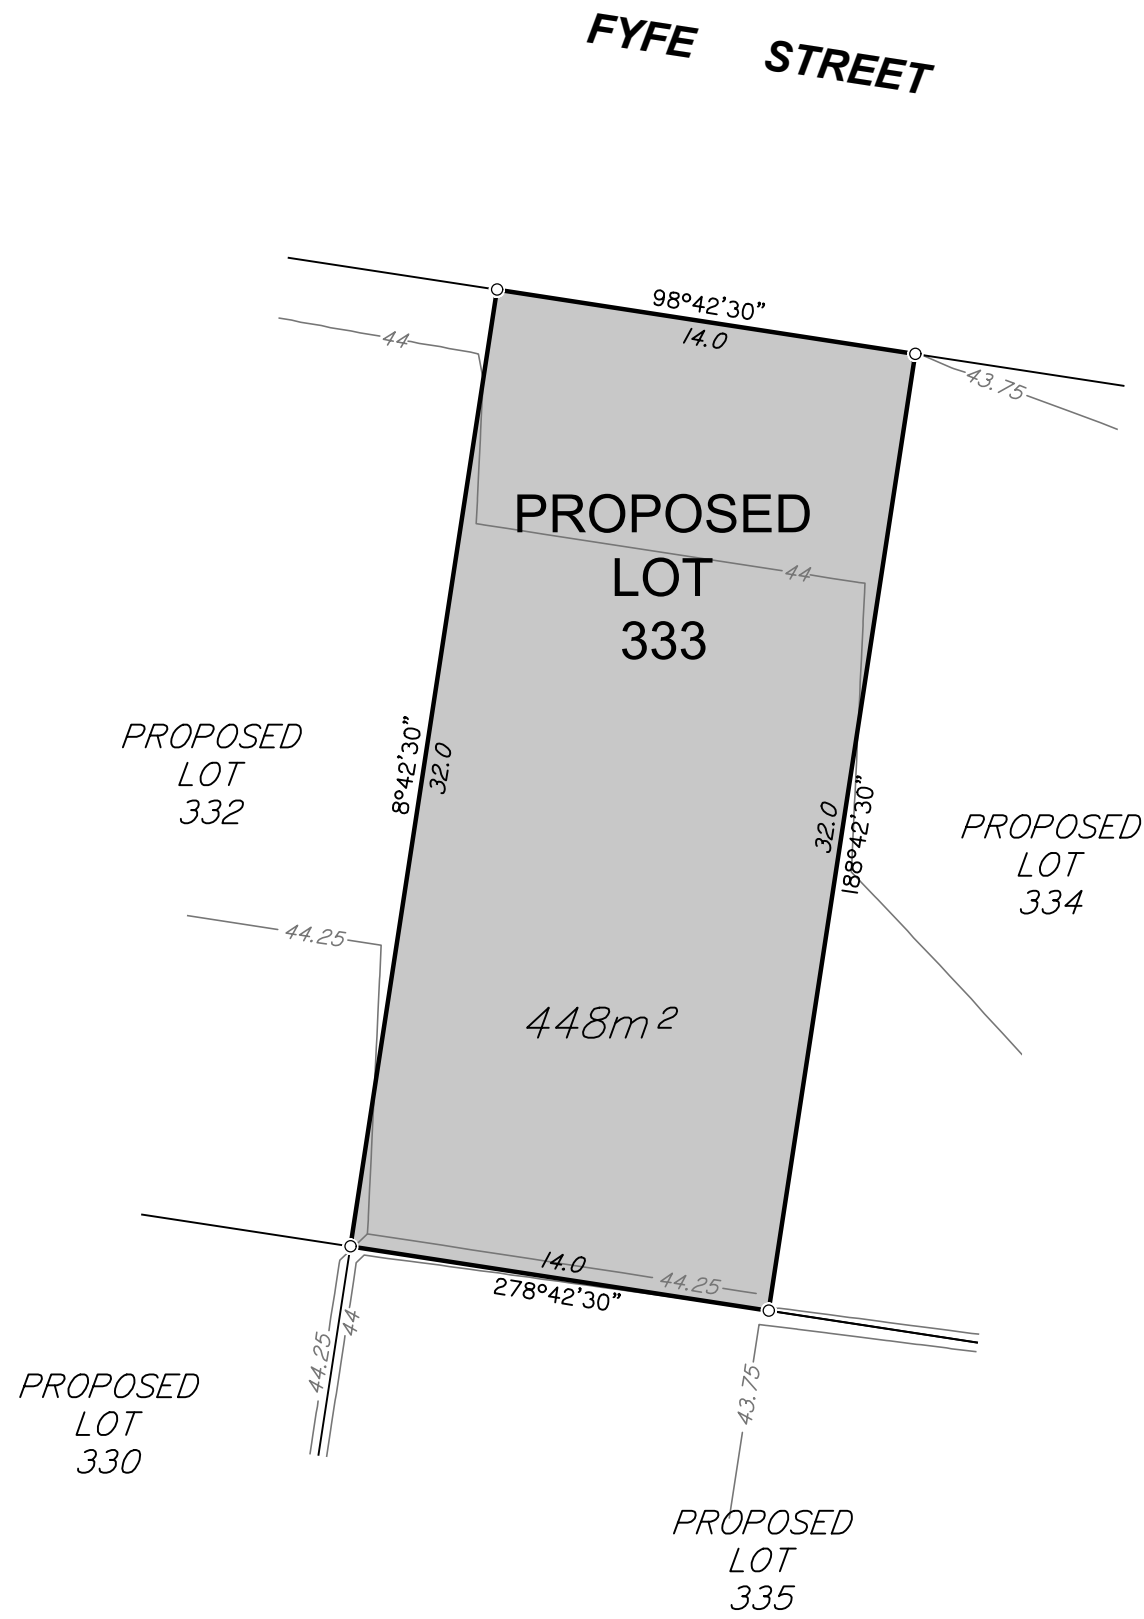 FYFE STREET
98°42'30"
14.0
44
43.75
PROPOSED
LOT
333
44
8°42'30"
32.0
32.0
188°42'30"
PROPOSED
LOT
332
PROPOSED
LOT
334
44.25
448m²
14.0
278°42'30"
44.25
44.25
44
43.75
PROPOSED
LOT
330
PROPOSED
LOT
335